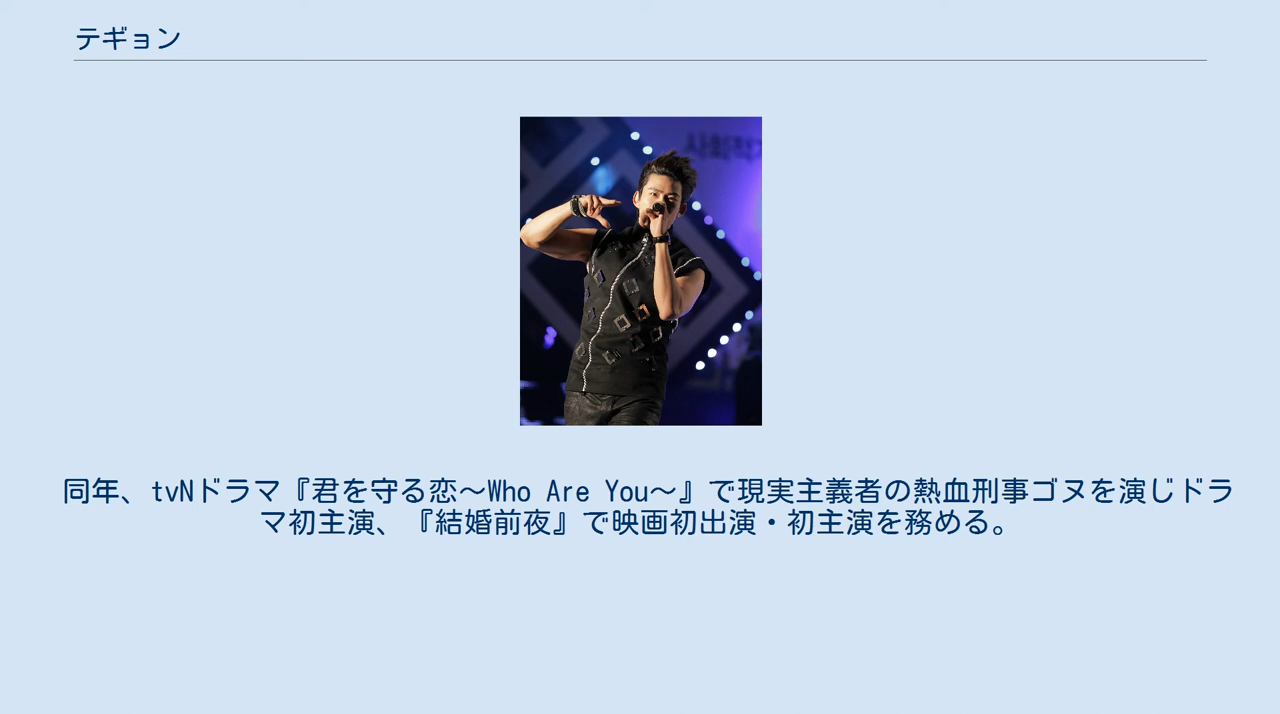 テギョン
사회적
同年、tvNドラマ『君を守る恋〜Who Are You〜』で現実主義者の熱血刑事ゴヌを演じドラ
マ初主演、『結婚前夜』で映画初出演・初主演を務める。